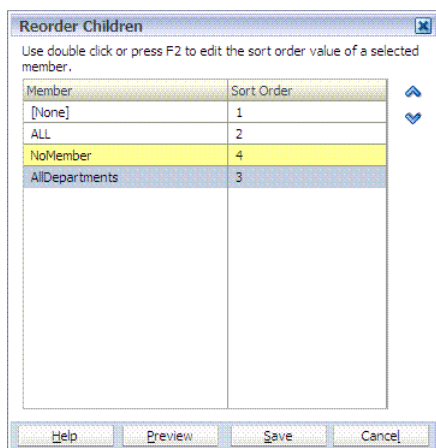 Reorder Children
Use double click or press F2 to edit the sort order value of a selected
member.
Member Sort Order
[None] 1
ALL 2
NoMember 4
AllDepartments 3
Help Preview Save Cancel